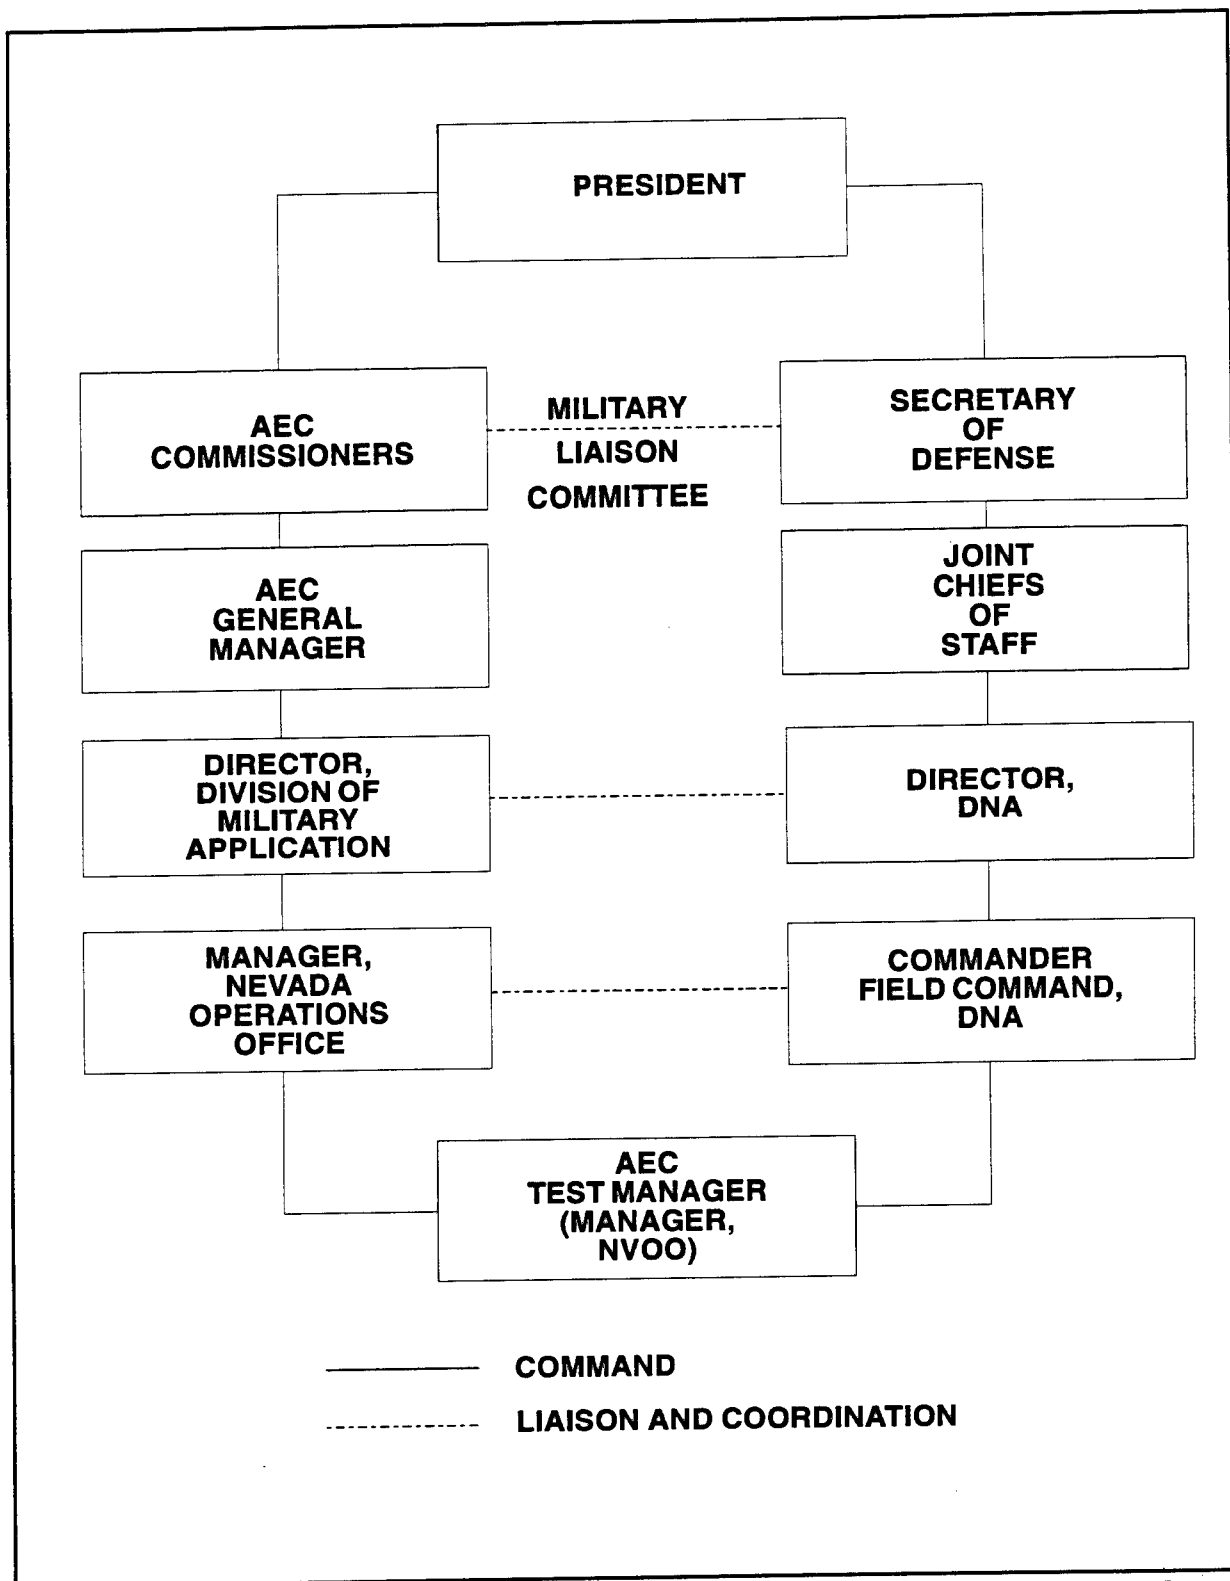 PRESIDENT
AEC
COMMISSIONERS
MILITARY
LIAISON
COMMITTEE
SECRETARY
OF
DEFENSE
AEC
GENERAL
MANAGER
JOINT
CHIEFS
OF
STAFF
DIRECTOR,
DIVISION OF
MILITARY
APPLICATION
DIRECTOR,
DNA
MANAGER,
NEVADA
OPERATIONS
OFFICE
COMMANDER
FIELD COMMAND,
DNA
AEC
TEST MANAGER
(MANAGER,
NVOO)
COMMAND
LIAISON AND COORDINATION